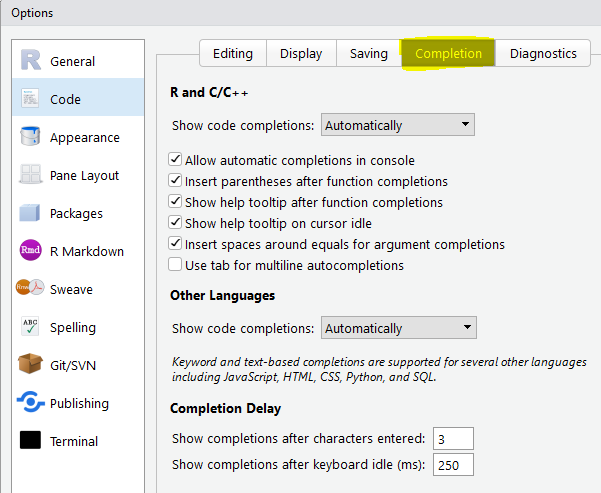 Options
General
Code
Appearance
Pane Layout
Packages
Rmd R Markdown
Rnw Sweave
ABC Spelling
Git/SVN
Publishing
Terminal
Editing Display Saving Completion Diagnostics
R and C/C++
Show code completions: Automatically
Allow automatic completions in console
Insert parentheses after function completions
Show help tooltip after function completions
Show help tooltip on cursor idle
Insert spaces around equals for argument completions
Use tab for multiline autocompletions
Other Languages
Show code completions: Automatically
Keyword and text-based completions are supported for several other languages
including JavaScript, HTML, CSS, Python, and SQL.
Completion Delay
Show completions after characters entered: 3
Show completions after keyboard idle (ms): 250